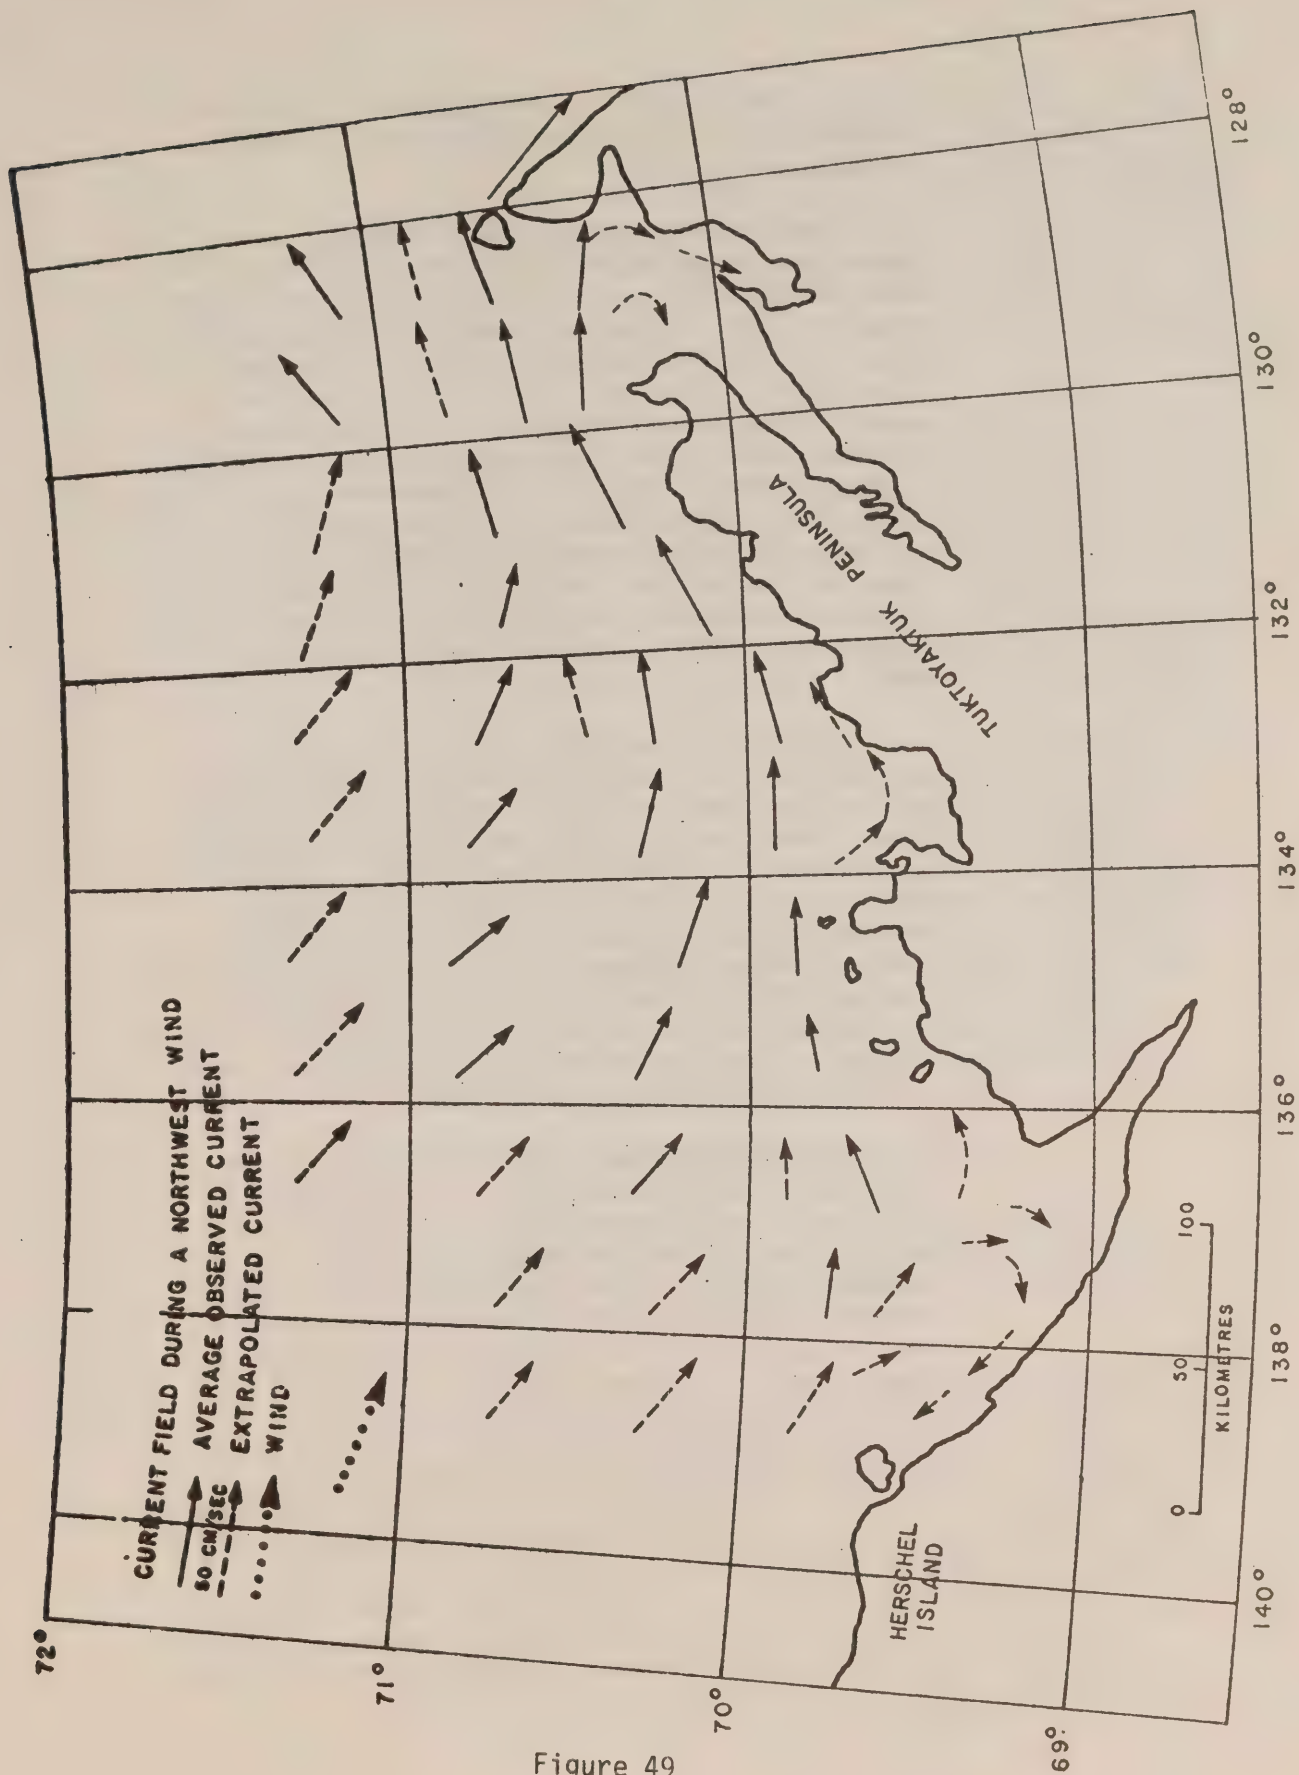 CURRENT FIELD DURING A NORTHWEST WIND
AVERAGE OBSERVED CURRENT
50 CM/SEC
EXTRAPOLATED CURRENT
WIND
72°
71°
70°
69°
140°
138°
136°
134°
132°
130°
128°
HERSCHEL
ISLAND
TUKTOYAKTUK
PENINSULA
0
50
100
KILOMETRES
Figure 49